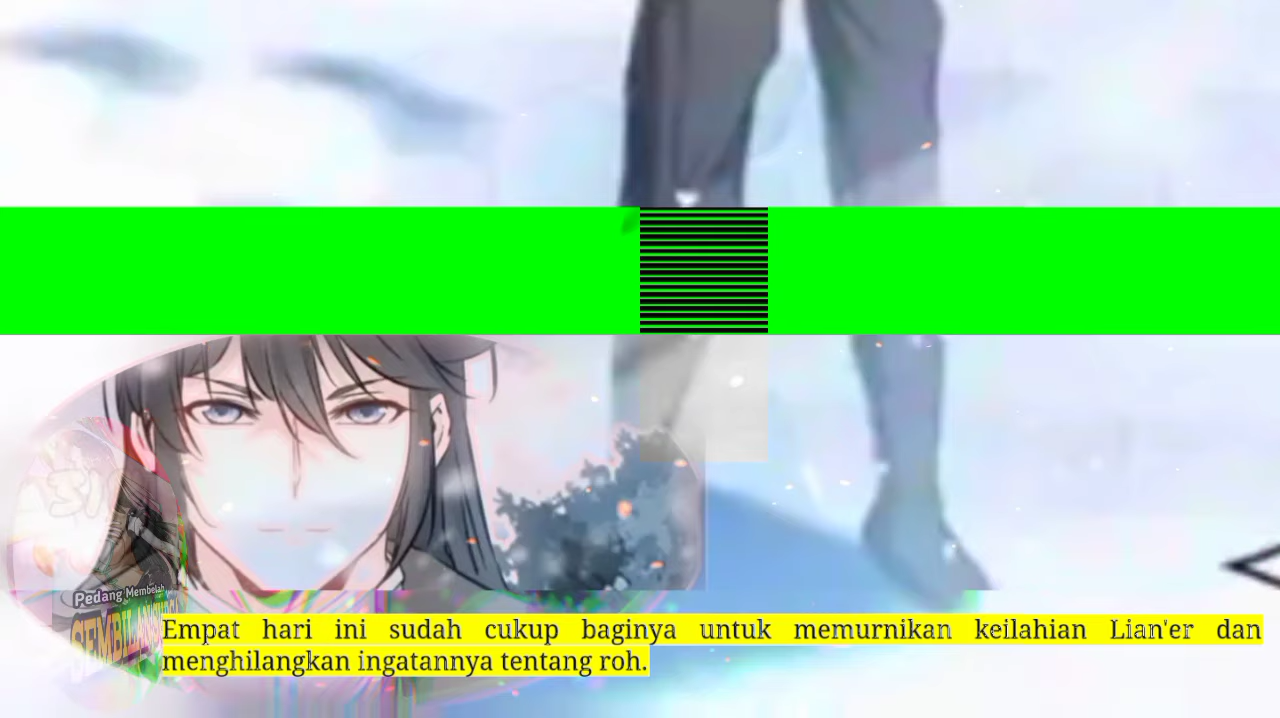 Pedang Membelah
Empat hari ini sudah cukup baginya untuk memurnikan keilahian Lian'er dan
menghilangkan ingatannya tentang roh.